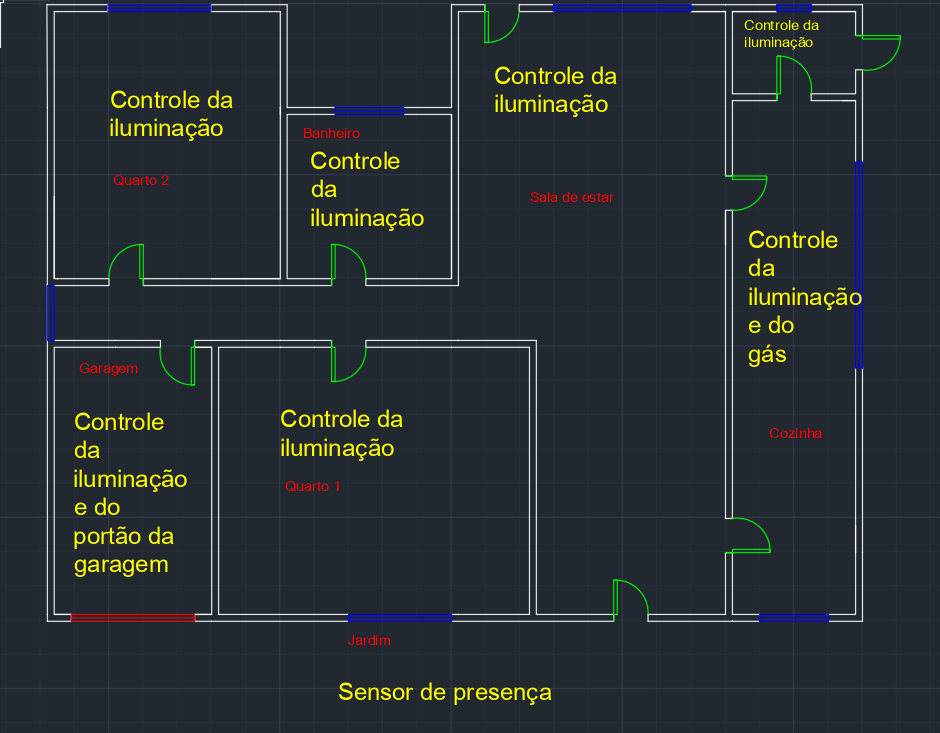 Controle da
iluminação
Quarto 2
Banheiro
Controle
da
iluminação
Controle da
iluminação
Sala de estar
Controle da
iluminação
Controle
da
iluminação
e do
gás
Cozinha
Garagem
Controle
da
iluminação
e do
portão da
garagem
Controle da
iluminação
Quarto 1
Jardim
Sensor de presença